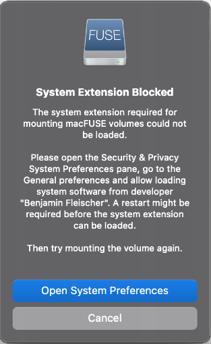 FUSE
System Extension Blocked
The system extension required for
mounting macFUSE volumes could not
be loaded.
Please open the Security & Privacy
System Preferences pane, go to the
General preferences and allow loading
system software from developer
"Benjamin Fleischer". A restart might be
required before the system extension
can be loaded.
Then try mounting the volume again.
Open System Preferences
Cancel